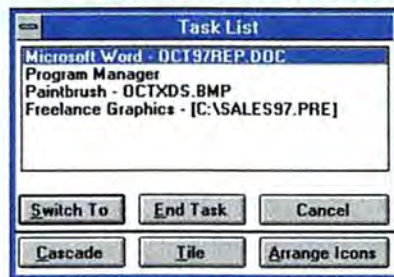 Task List
Microsoft Word - OCT97REP.DOC
Program Manager
Paintbrush - OCTXDS.BMP
Freelance Graphics - [C:\SALES97.PRE]
Switch To End Task Cancel
Cascade Tile Arrange Icons